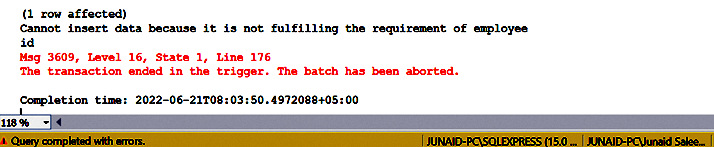 (1 row affected)
Cannot insert data because it is not fulfilling the requirement of employee
id
Msg 3609, Level 16, State 1, Line 176
The transaction ended in the trigger. The batch has been aborted.
Completion time: 2022-06-21T08:03:50.4972088+05:00
118 %
Query completed with errors.
JUNAID-PC\SQLEXPRESS (15.0 ...
JUNAID-PC\Junaid Salee...